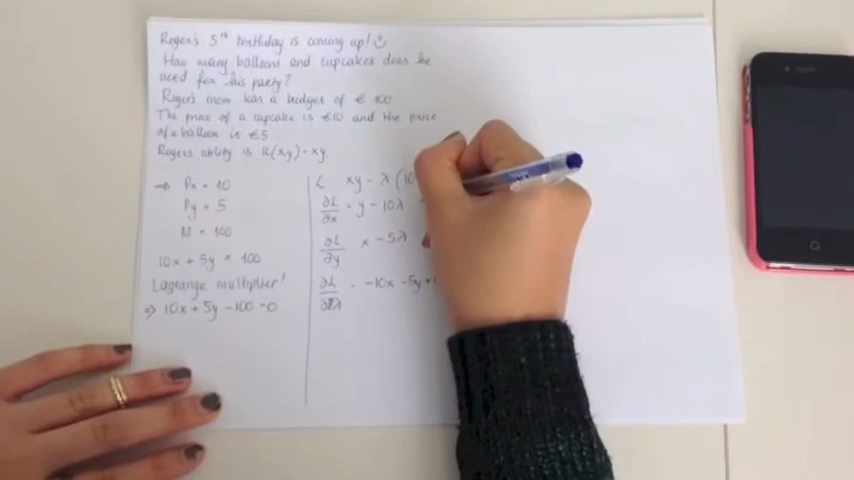 Roger's 5th birthday is coming up!
How many balloons and cupcakes does he
need for his party?
Roger's mom has a budget of € 100
The price of a cupcake is €10 and the price
of a balloon is €5
Rogers utility is U(xy) = xy
=> Px = 10
Py = 5
M = 100
10x + 5y = 100
Lagrange multiplier!
=> 10x + 5y - 100 = 0
L xy - λ (10
∂L/∂x = y - 10λ
∂L/∂y x - 5λ
∂L/∂λ = -10x - 5y +